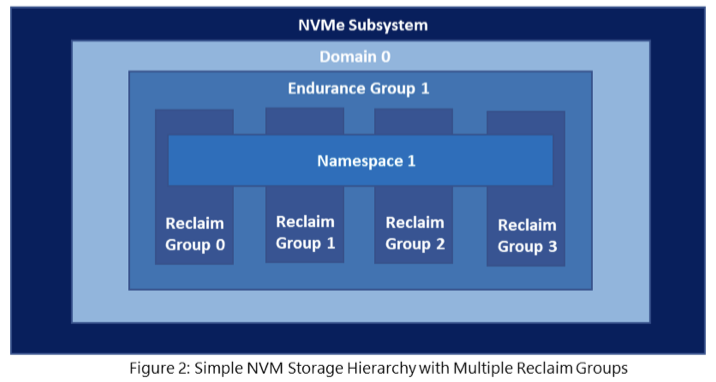 NVMe Subsystem
Domain 0
Endurance Group 1
Namespace 1
Reclaim
Group 0
Reclaim
Group 1
Reclaim
Group 2
Reclaim
Group 3
Figure 2: Simple NVM Storage Hierarchy with Multiple Reclaim Groups